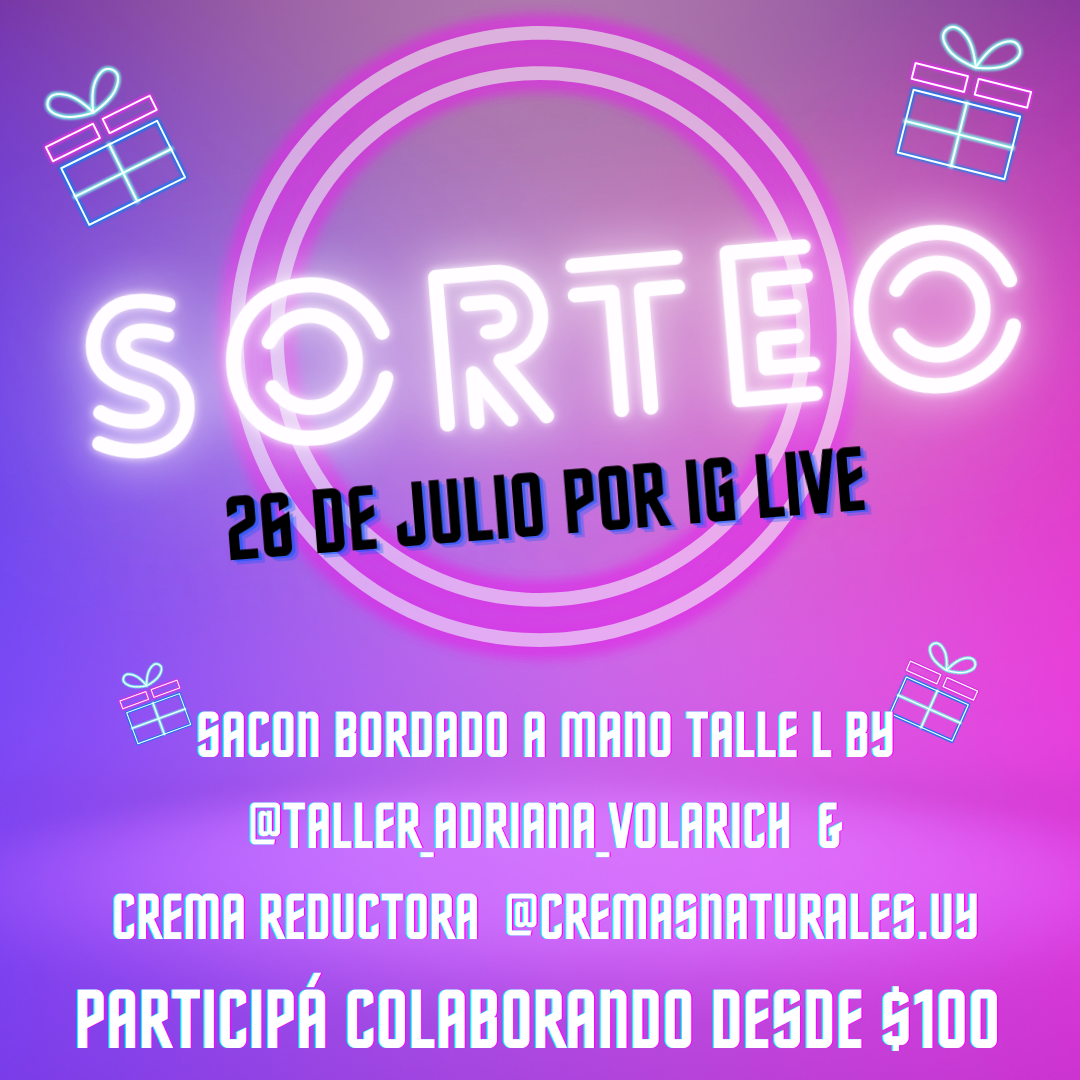 SORTEO
26 DE JULIO POR IG LIVE
SACON BORDADO A MANO TALLE L BY
@TALLER_ADRIANA_VOLARICH &
CREMA REDUCTORA @CREMASNATURALES.UY
PARTICIPÁ COLABORANDO DESDE $100